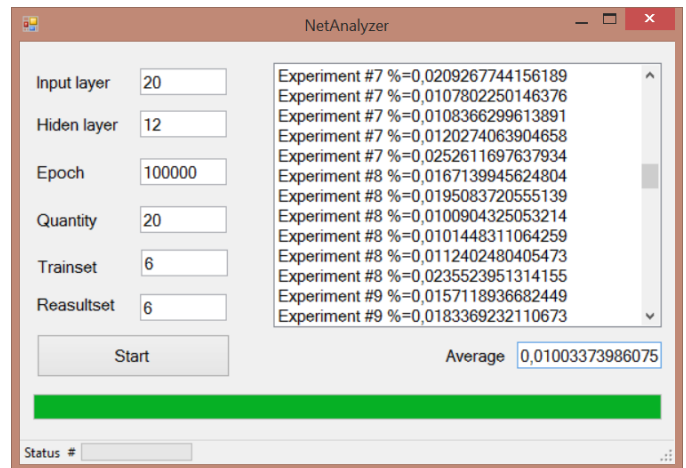 NetAnalyzer
Input layer 20
Hiden layer 12
Epoch 100000
Quantity 20
Trainset 6
Reasultset 6
Start
Experiment #7 %=0,0209267744156189
Experiment #7 %=0,0107802250146376
Experiment #7 %=0,0108366299613891
Experiment #7 %=0,0120274063904658
Experiment #7 %=0,0252611697637934
Experiment #8 %=0,0167139945624804
Experiment #8 %=0,0195083720555139
Experiment #8 %=0,0100904325053214
Experiment #8 %=0,0101448311064259
Experiment #8 %=0,0112402480405473
Experiment #8 %=0,0235523951314155
Experiment #9 %=0,0157118936682449
Experiment #9 %=0,0183369232110673
Average 0,01003373986075
Status #